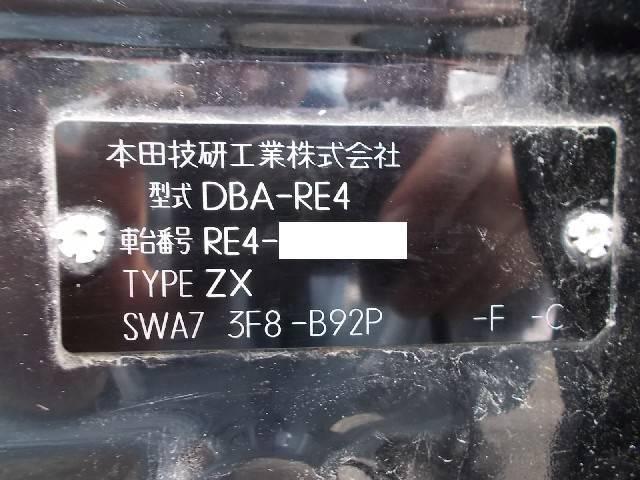 本田技研工業株式会社
型式 DBA-RE4
車台番号 RE4-
TYPE ZX
SWA7 3F8-B92P -F -C